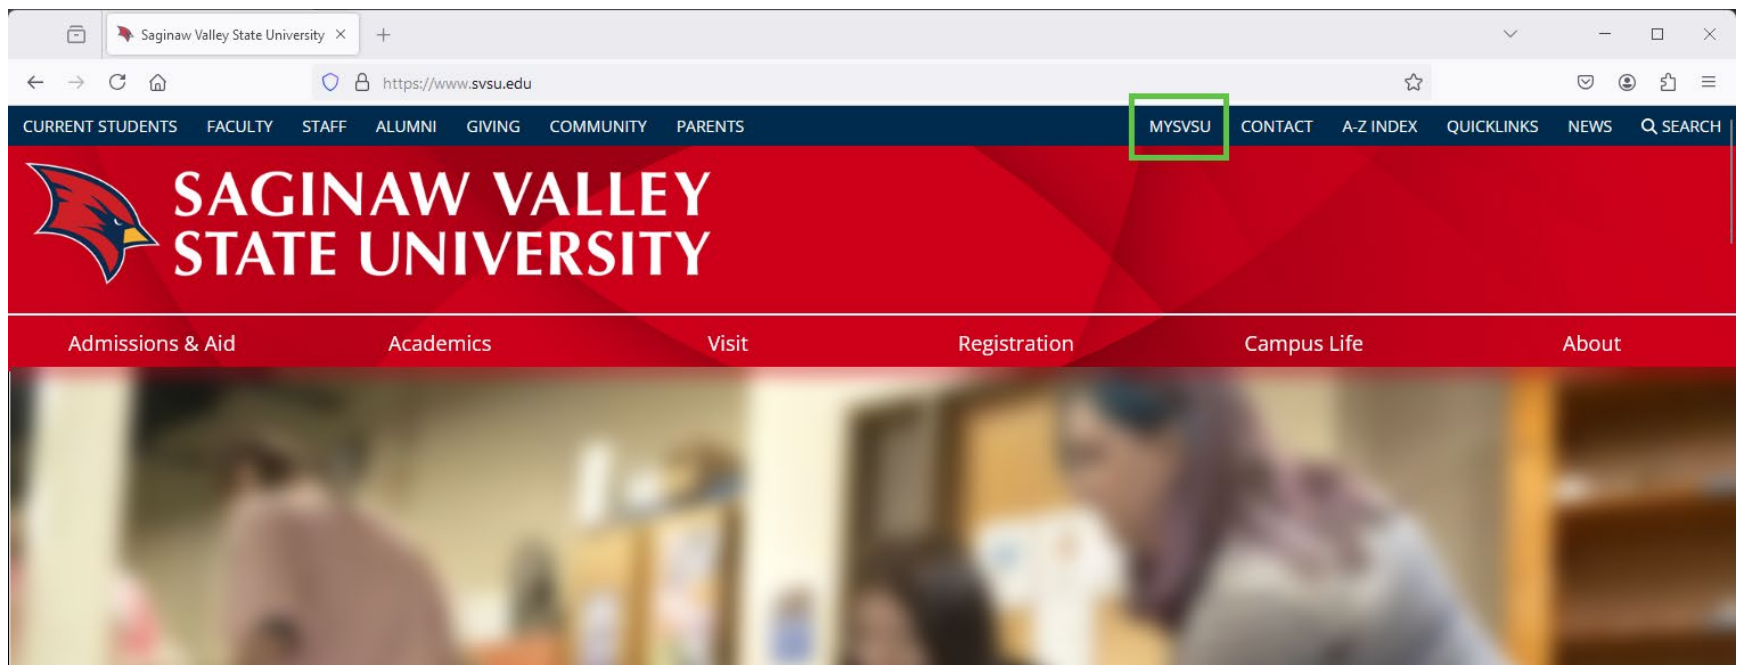 Saginaw Valley State University
https://www.svsu.edu
CURRENT STUDENTS FACULTY STAFF ALUMNI GIVING COMMUNITY PARENTS MYSVSU CONTACT A-Z INDEX QUICKLINKS NEWS SEARCH
SAGINAW VALLEY
STATE UNIVERSITY
Admissions & Aid Academics Visit Registration Campus Life About